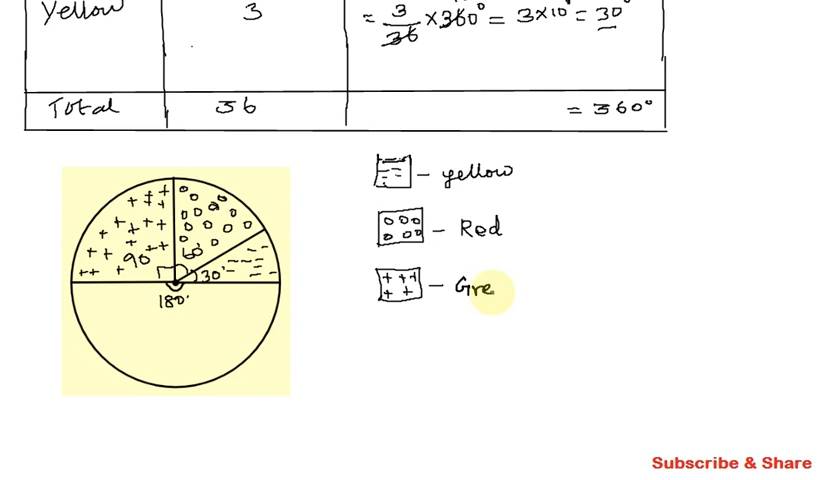 Yellow 3 = 3/36 × 360° = 3×10° = 30°
Total 36 = 360°
90 60°
30°
180°
– yellow
– Red
– Gre
Subscribe & Share